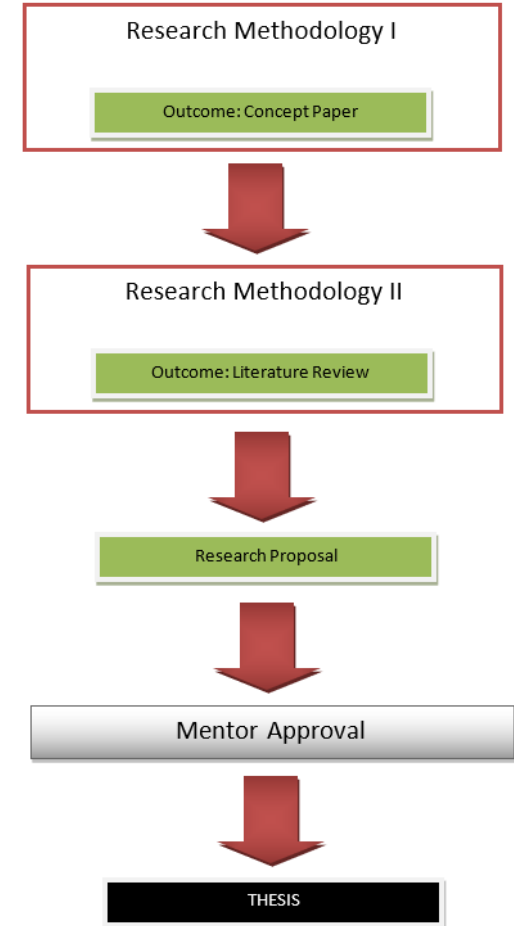 Research Methodology I
Outcome: Concept Paper
Research Methodology II
Outcome: Literature Review
Research Proposal
Mentor Approval
THESIS